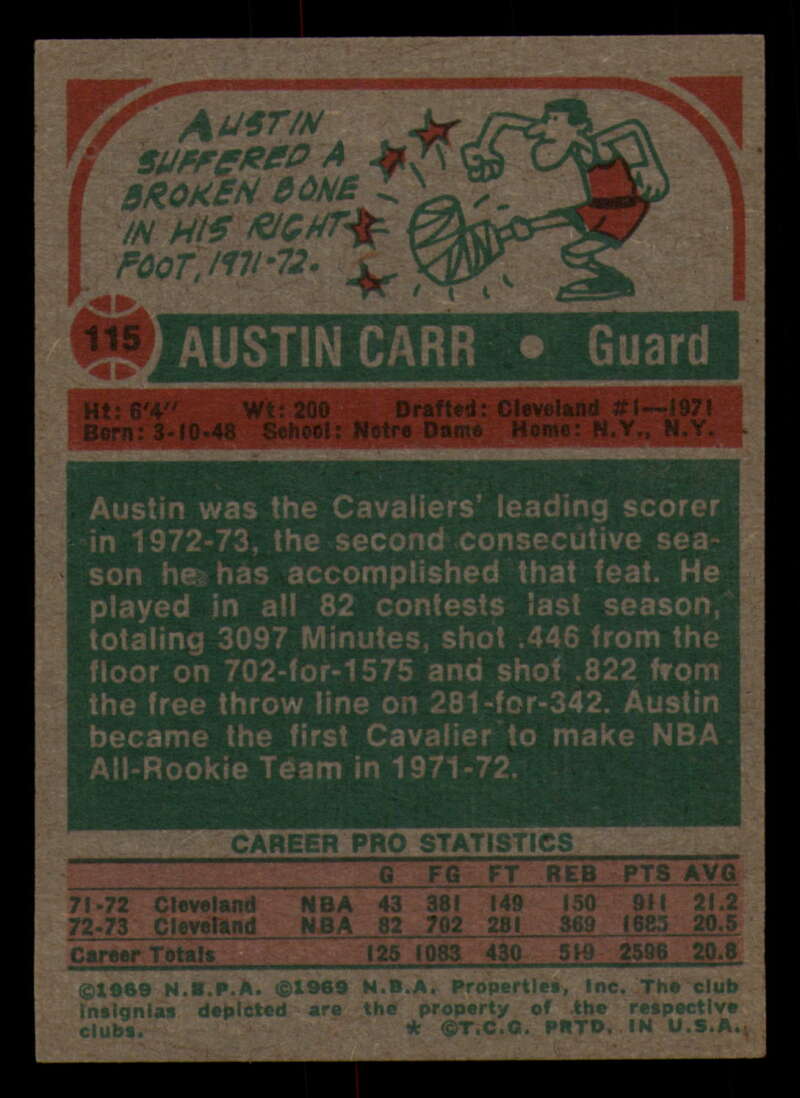 AUSTIN
SUFFERED A
BROKEN BONE
IN HIS RIGHT
FOOT, 1971-72.
115 AUSTIN CARR • Guard
Ht: 6'4" Wt: 200 Drafted: Cleveland #1—1971
Born: 3-10-48 School: Notre Dame Home: N.Y., N.Y.
Austin was the Cavaliers' leading scorer
in 1972-73, the second consecutive sea-
son he has accomplished that feat. He
played in all 82 contests last season,
totaling 3097 Minutes, shot .446 from the
floor on 702-for-1575 and shot .822 from
the free throw line on 281-for-342. Austin
became the first Cavalier to make NBA
All-Rookie Team in 1971-72.
CAREER PRO STATISTICS
G FG FT REB PTS AVG
71-72 Cleveland NBA 43 381 149 150 911 21.2
72-73 Cleveland NBA 82 702 281 369 1685 20.5
Career Totals 125 1083 430 519 2596 20.8
©1969 N.B.P.A. ©1969 N.B.A. Properties, Inc. The club
insignias depicted are the property of the respective
clubs. * ©T.C.G. PRTD. IN U.S.A.